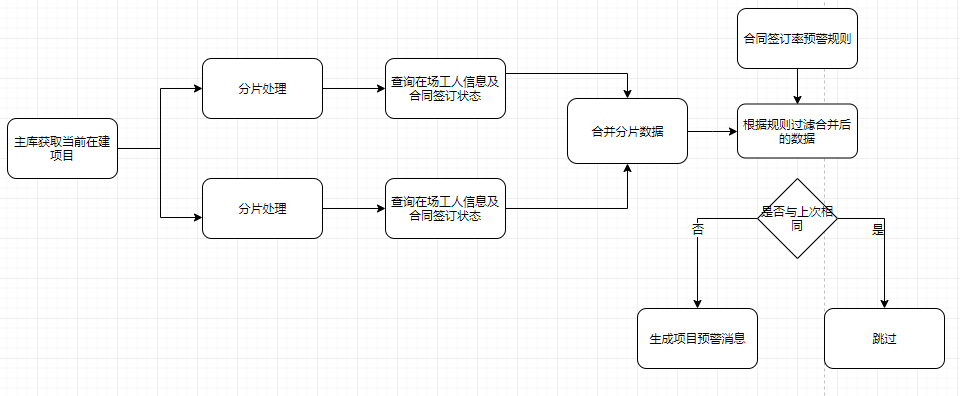 主库获取当前在建
项目
分片处理
查询在场工人信息及
合同签订状态
分片处理
查询在场工人信息及
合同签订状态
合并分片数据
合同签订率预警规则
根据规则过滤合并后
的数据
是否与上次相
同
否
是
生成项目预警消息
跳过